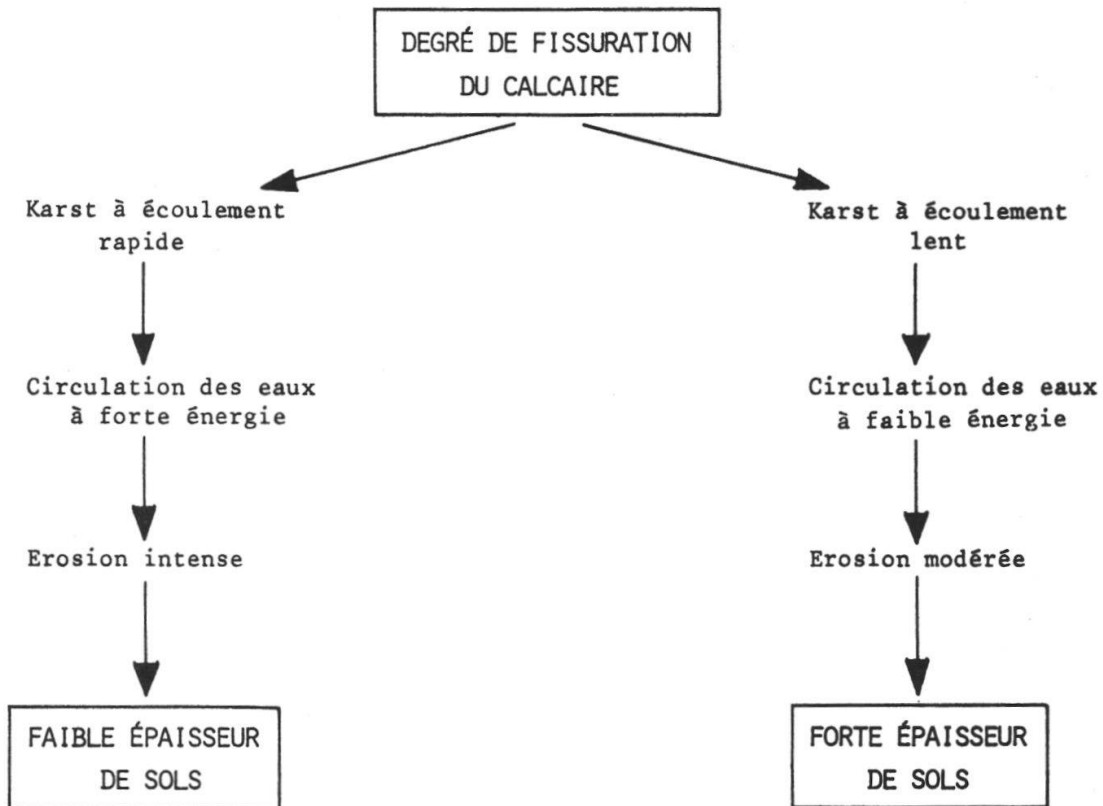 DEGRÉ DE FISSURATION
DU CALCAIRE
Karst à écoulement
rapide
Karst à écoulement
lent
Circulation des eaux
à forte énergie
Circulation des eaux
à faible énergie
Erosion intense
Erosion modérée
FAIBLE ÉPAISSEUR
DE SOLS
FORTE ÉPAISSEUR
DE SOLS